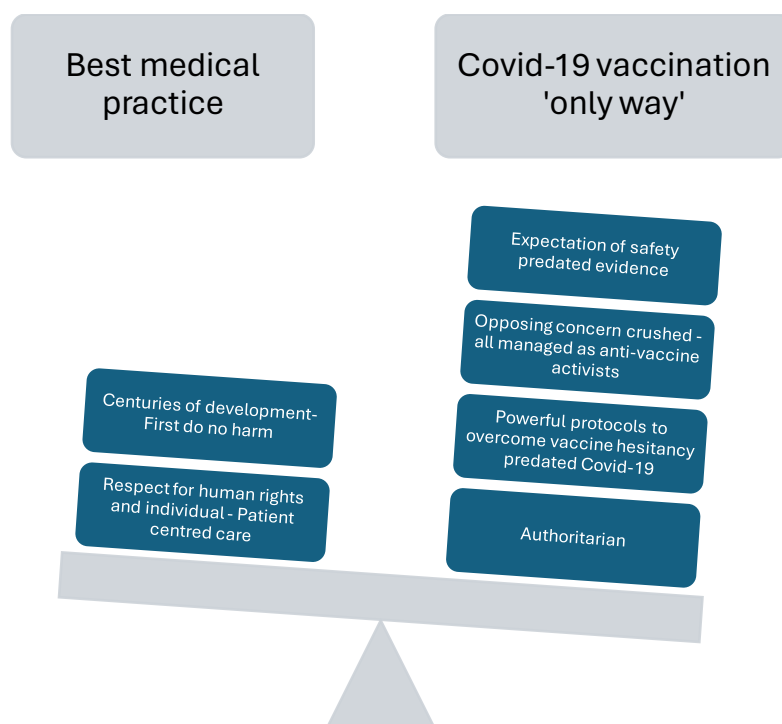 Best medical
practice
Covid-19 vaccination
'only way'
Expectation of safety
predated evidence
Opposing concern crushed -
all managed as anti-vaccine
activists
Centuries of development-
First do no harm
Powerful protocols to
overcome vaccine hesitancy
predated Covid-19
Respect for human rights
and individual - Patient
centred care
Authoritarian